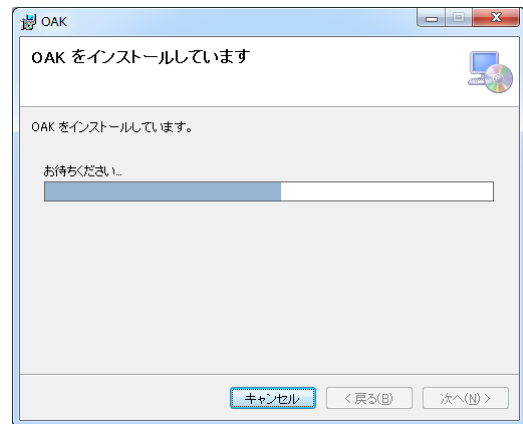 OAK
OAK をインストールしています
OAK をインストールしています。
お待ちください...
キャンセル
< 戻る(B)
次へ(N) >